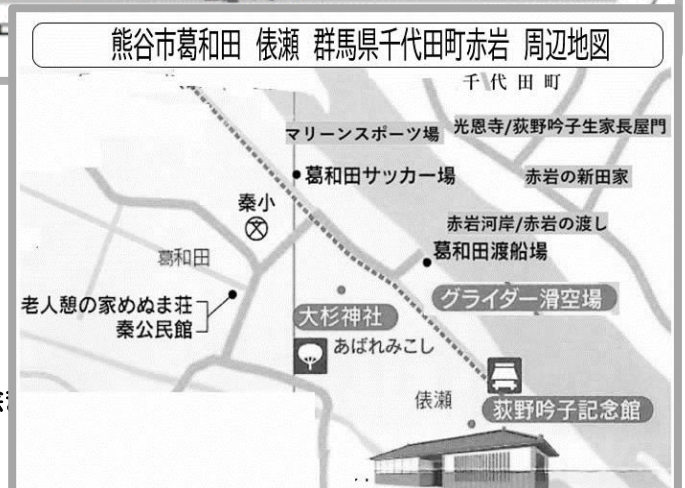 熊谷市葛和田 俵瀬 群馬県千代田町赤岩 周辺地図
千代田町
マリーンスポーツ場
光恩寺/荻野吟子生家長屋門
葛和田サッカー場
赤岩の新田家
秦小
文
赤岩河岸/赤岩の渡し
葛和田
葛和田渡船場
老人憩の家めぬま荘
秦公民館
グライダー滑空場
大杉神社
あばれみこし
俵瀬
荻野吟子記念館